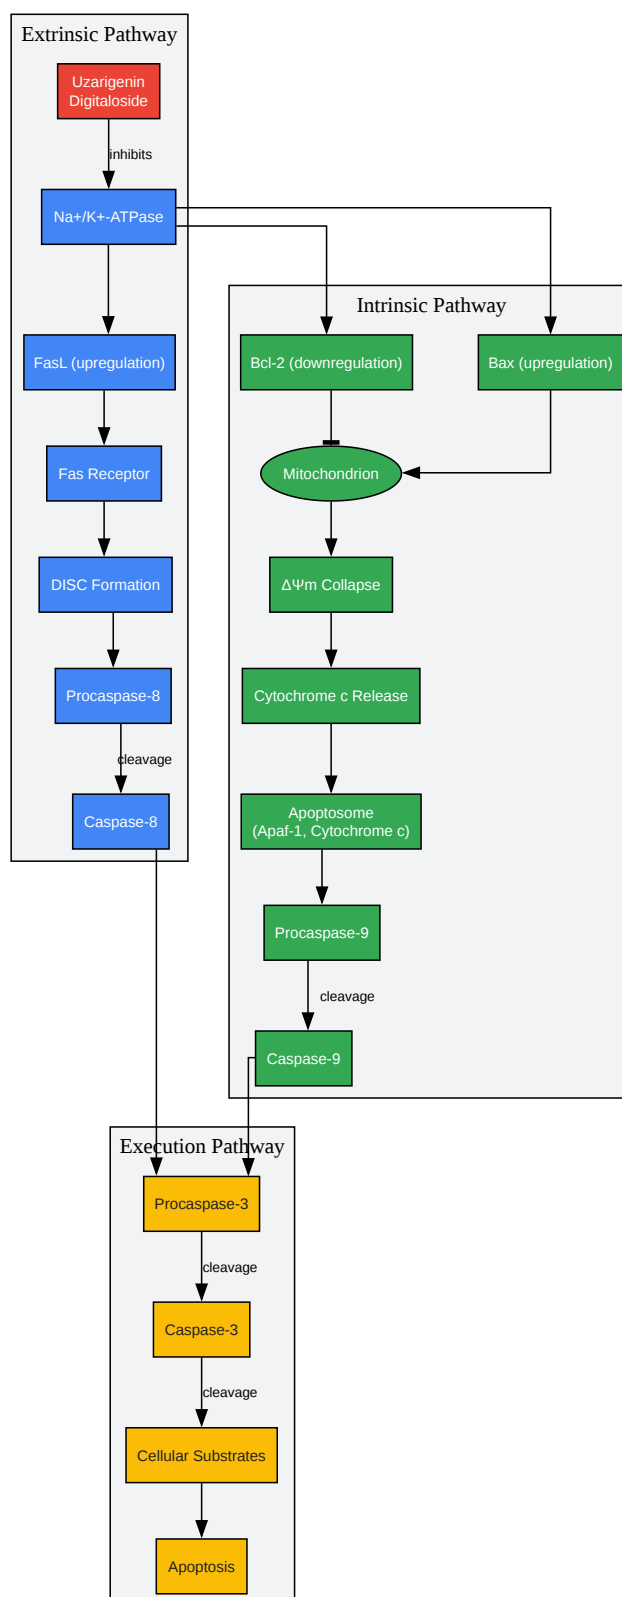 Extrinsic Pathway
Uzarigenin
Digitaloside
inhibits
Na+/K+-ATPase
FasL (upregulation)
Fas Receptor
DISC Formation
Procaspase-8
cleavage
Caspase-8
Intrinsic Pathway
Bcl-2 (downregulation)
Bax (upregulation)
Mitochondrion
ΔΨm Collapse
Cytochrome c Release
Apoptosome
(Apaf-1, Cytochrome c)
Procaspase-9
cleavage
Caspase-9
Execution Pathway
Procaspase-3
cleavage
Caspase-3
cleavage
Cellular Substrates
Apoptosis